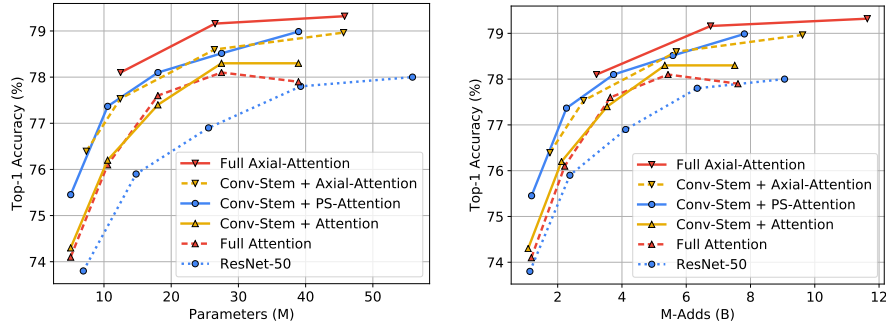 Top-1 Accuracy (%)
79
78
77
76
75
74
10 20 30 40 50
Parameters (M)
Full Axial-Attention
Conv-Stem + Axial-Attention
Conv-Stem + PS-Attention
Conv-Stem + Attention
Full Attention
ResNet-50
Top-1 Accuracy (%)
79
78
77
76
75
74
2 4 6 8 10 12
M-Adds (B)
Full Axial-Attention
Conv-Stem + Axial-Attention
Conv-Stem + PS-Attention
Conv-Stem + Attention
Full Attention
ResNet-50